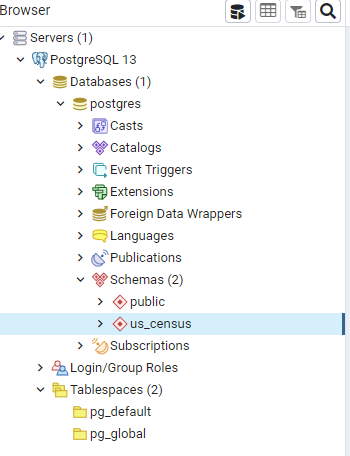 Browser
Servers (1)
PostgreSQL 13
Databases (1)
postgres
Casts
Catalogs
Event Triggers
Extensions
Foreign Data Wrappers
Languages
Publications
Schemas (2)
public
us_census
Subscriptions
Login/Group Roles
Tablespaces (2)
pg_default
pg_global